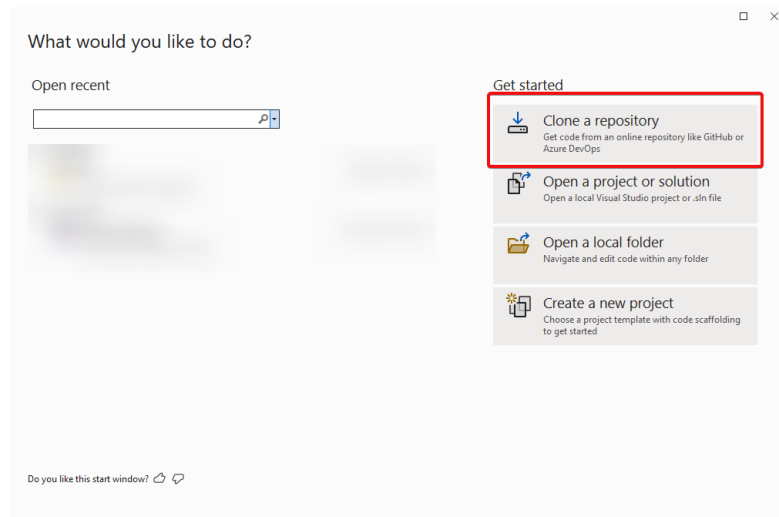 What would you like to do?
Open recent
Get started
Clone a repository
Get code from an online repository like GitHub or
Azure DevOps
Open a project or solution
Open a local Visual Studio project or .sln file
Open a local folder
Navigate and edit code within any folder
Create a new project
Choose a project template with code scaffolding
to get started
Do you like this start window?